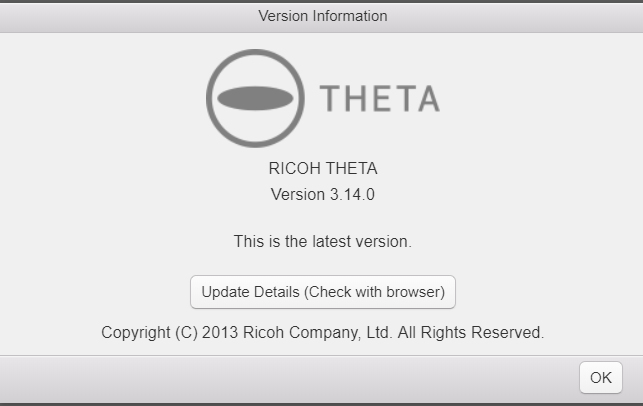 Version Information
THETA
RICOH THETA
Version 3.14.0
This is the latest version.
Update Details (Check with browser)
Copyright (C) 2013 Ricoh Company, Ltd. All Rights Reserved.
OK